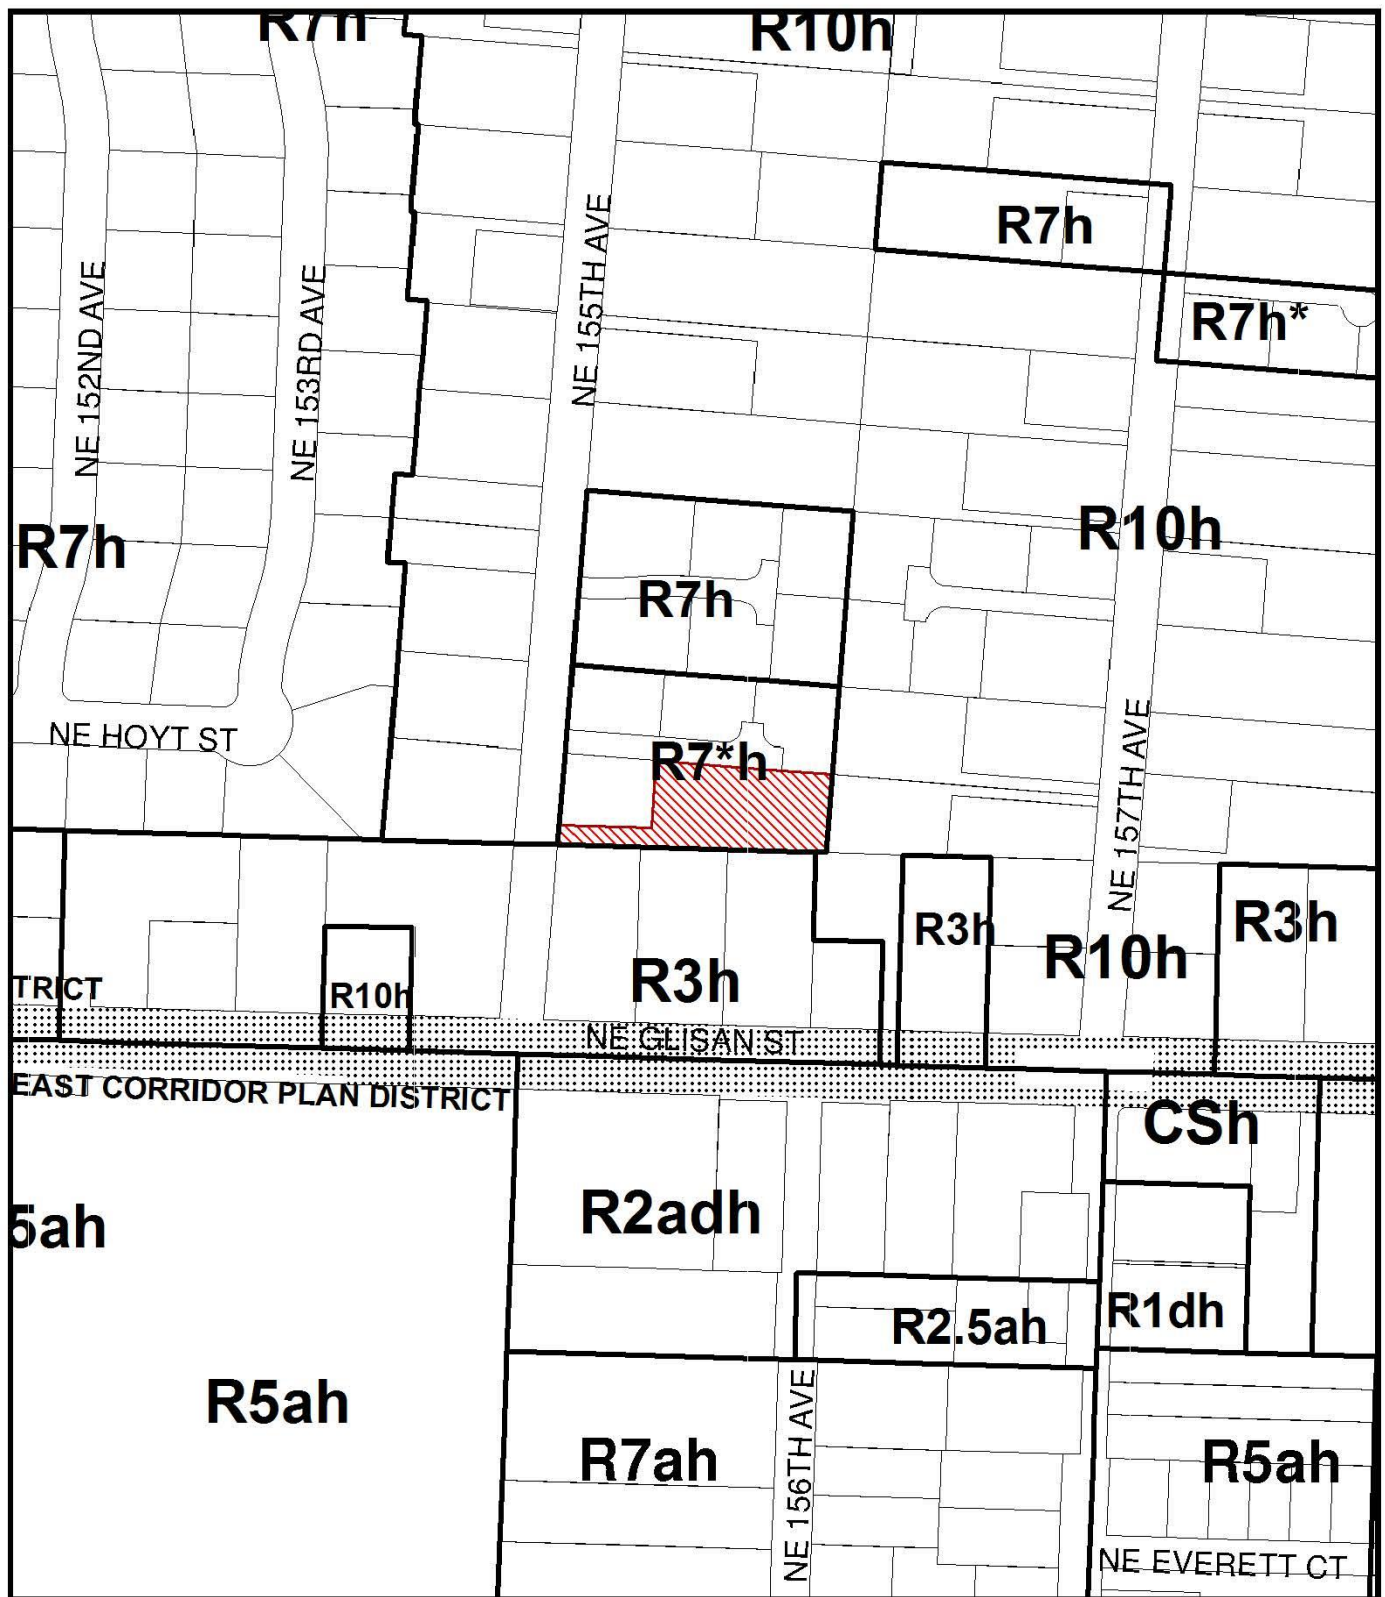 R7h
R10h
R7h
R7h*
NE 155TH AVE
NE 152ND AVE
NE 153RD AVE
R7h
R10h
R7h
NE HOYT ST
R7*h
NE 157TH AVE
R3h
R3h
R10h
R3h
R10h
TRICT
NE GLISAN ST
EAST CORRIDOR PLAN DISTRICT
CSh
R2adh
5ah
R1dh
R2.5ah
R5ah
R7ah
R5ah
NE 156TH AVE
NE EVERETT CT